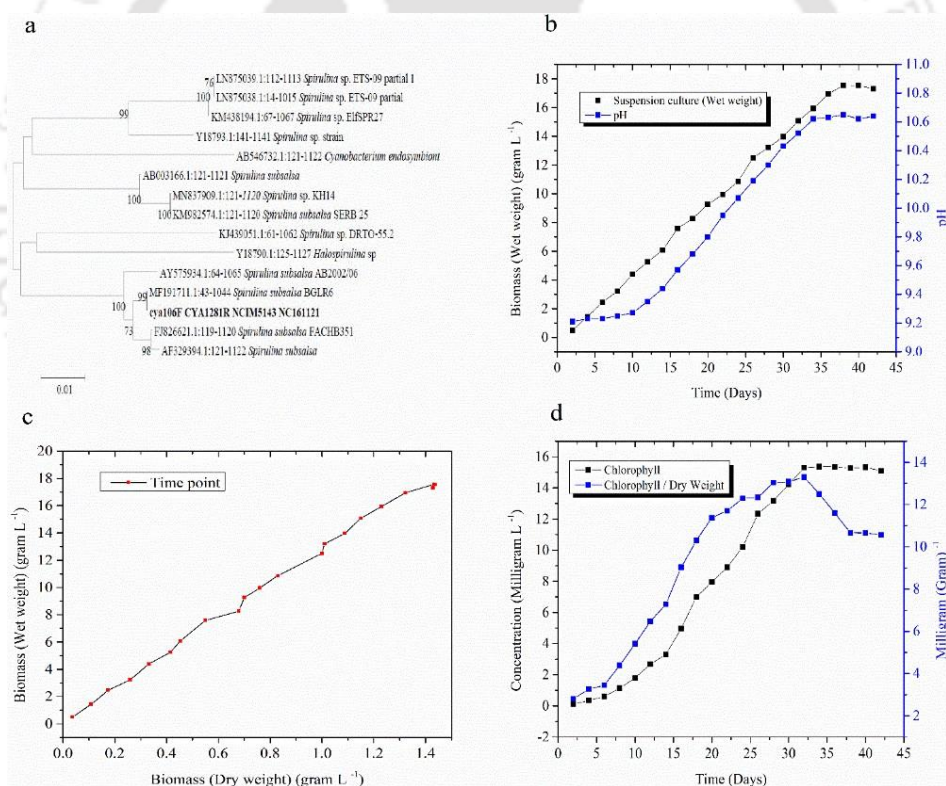 a
76
LN875039.1:112-1113 Spirulina sp. ETS-09 partial 1
100
LN875038.1:14-1015 Spirulina sp. ETS-09 partial
KM438194.1:67-1067 Spirulina sp. ElfSPR27
99
Y18793.1:141-1141 Spirulina sp. strain
AB546732.1:121-1122 Cyanobacterium endosymbiont
AB003166.1:121-1121 Spirulina subsalsa
100
MN837909.1:121-1120 Spirulina sp. KH14
100
KM982574.1:121-1120 Spirulina subsalsa SERB 25
KJ439051.1:61-1062 Spirulina sp. DRTO-55.2
Y18790.1:125-1127 Halospirulina sp
AY575934.1:64-1065 Spirulina subsalsa AB2002/06
99
MF191711.1:43-1044 Spirulina subsalsa BGLR6
100
cya106F CYA1281R NCIM5143 NC161121
73
FJ826621.1:119-1120 Spirulina subsalsa FACHB351
98
AF329394.1:121-1122 Spirulina subsalsa
0.01
b
Suspension culture (Wet weight)
pH
18
16
14
12
10
8
6
4
2
0
Biomass (Wet weight) (gram L -1)
11.0
10.8
10.6
10.4
10.2
10.0
9.8
9.6
9.4
9.2
9.0
pH
0 5 10 15 20 25 30 35 40 45
Time (Days)
c
Time point
20
18
16
14
12
10
8
6
4
2
0
Biomass (Wet weight) (gram L -1)
0.0 0.2 0.4 0.6 0.8 1.0 1.2 1.4
Biomass (Dry weight) (gram L -1)
d
Chlorophyll
Chlorophyll / Dry Weight
16
14
12
10
8
6
4
2
0
-2
Concentration (Milligram L -1)
14
12
10
8
6
4
2
Milligram (Gram) -1
0 5 10 15 20 25 30 35 40 45
Time (Days)